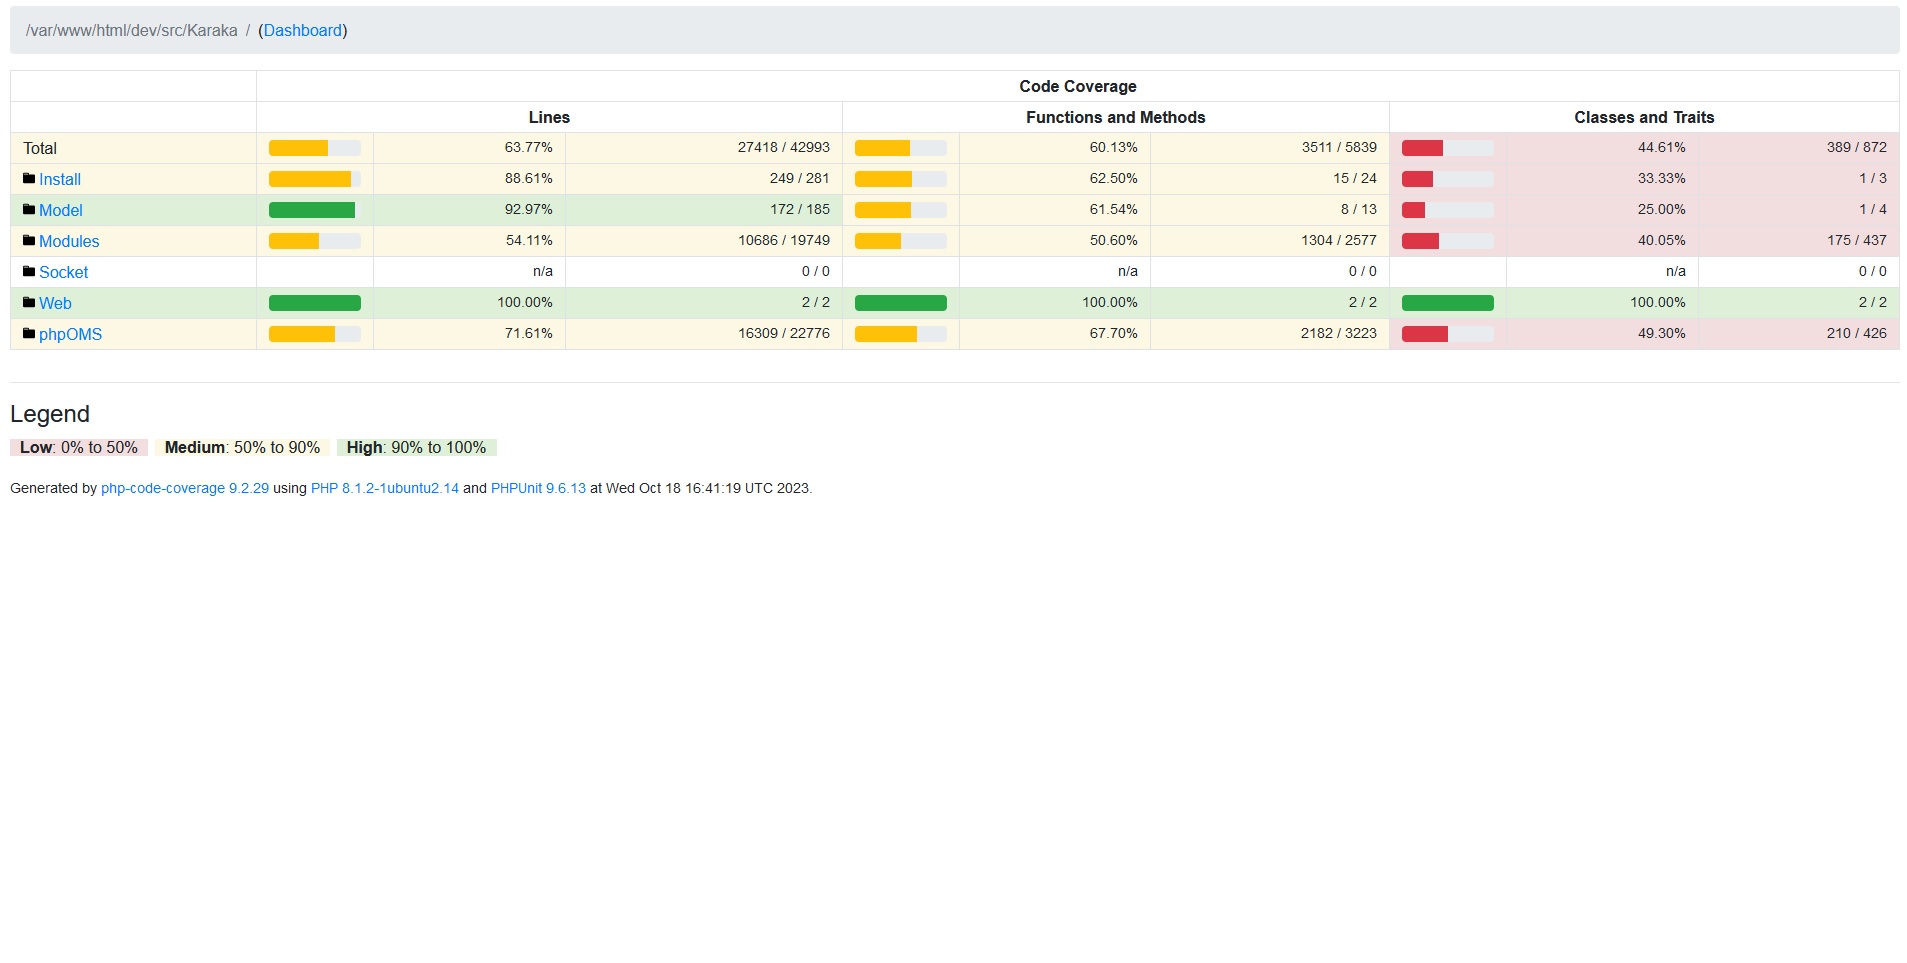 /var/www/html/dev/src/Karaka / (Dashboard)
Code Coverage
Lines Functions and Methods Classes and Traits
Total 63.77% 27418 / 42993 60.13% 3511 / 5839 44.61% 389 / 872
Install 88.61% 249 / 281 62.50% 15 / 24 33.33% 1 / 3
Model 92.97% 172 / 185 61.54% 8 / 13 25.00% 1 / 4
Modules 54.11% 10686 / 19749 50.60% 1304 / 2577 40.05% 175 / 437
Socket n/a 0 / 0 n/a 0 / 0 n/a 0 / 0
Web 100.00% 2 / 2 100.00% 2 / 2 100.00% 2 / 2
phpOMS 71.61% 16309 / 22776 67.70% 2182 / 3223 49.30% 210 / 426
Legend
Low: 0% to 50% Medium: 50% to 90% High: 90% to 100%
Generated by php-code-coverage 9.2.29 using PHP 8.1.2-1ubuntu2.14 and PHPUnit 9.6.13 at Wed Oct 18 16:41:19 UTC 2023.